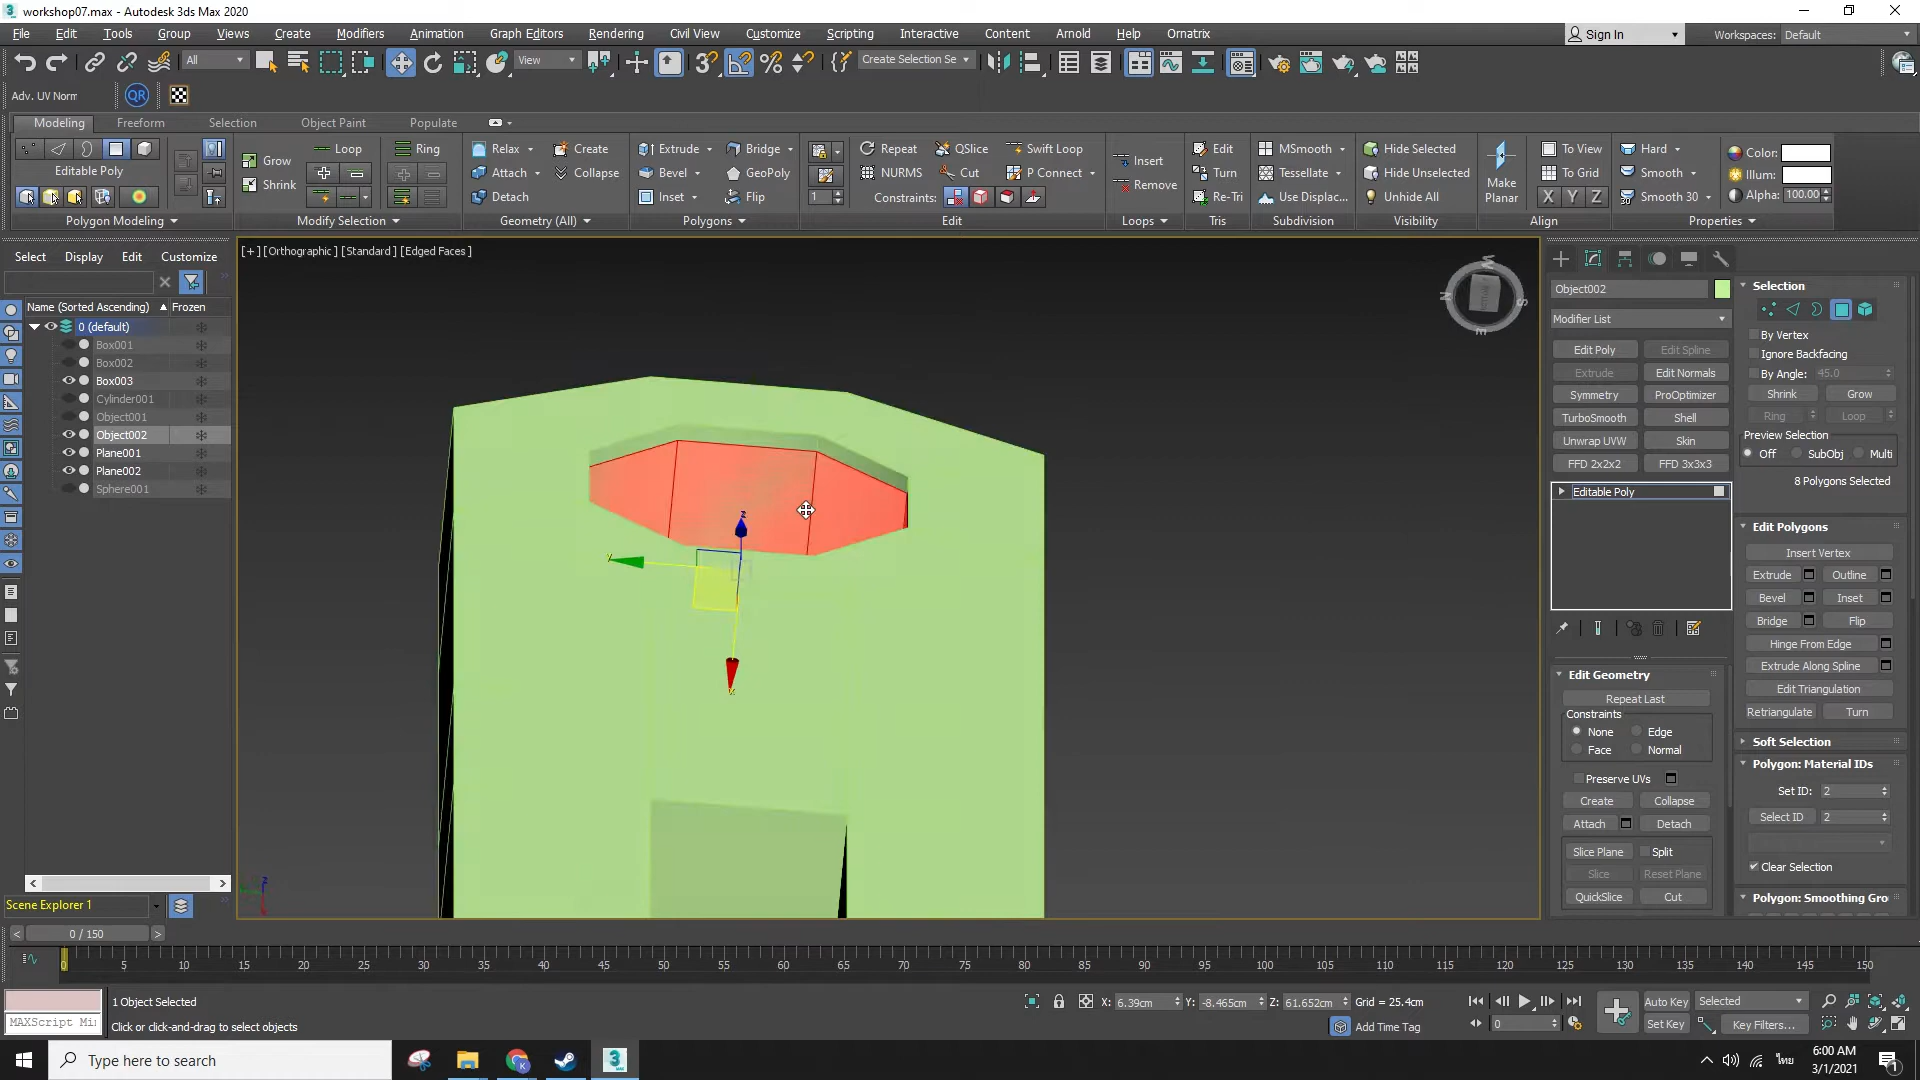 workshop07.max - Autodesk 3ds Max 2020
File Edit Tools Group Views Create Modifiers Animation Graph Editors Rendering Civil View Customize Scripting Interactive Content Arnold Help Ornatrix Sign In Workspaces: Default
All View Create Selection Se
Adv. UV Norm QR
Modeling Freeform Selection Object Paint Populate
Loop Ring Relax Create Extrude Bridge Repeat QSlice Swift Loop Edit MSmooth Hide Selected To View Hard Color:
Grow Insert
Editable Poly Attach Collapse Bevel GeoPoly NURMS Cut P Connect Turn Tessellate Hide Unselected Make Planar To Grid Smooth Illum:
Shrink Remove
Detach Inset Flip 1 Constraints: Re-Tri Use Displac... Unhide All X Y Z Smooth 30 Alpha: 100.00
Polygon Modeling Modify Selection Geometry (All) Polygons Edit Loops Tris Subdivision Visibility Align Properties
Select Display Edit Customize
Name (Sorted Ascending) Frozen
0 (default)
Box001
Box002
Box003
Cylinder001
Object001
Object002
Plane001
Plane002
Sphere001
Scene Explorer 1
[+] [Orthographic] [Standard] [Edged Faces]
W N S E
z y x
Object002
Modifier List
Edit Poly Edit Spline
Extrude Edit Normals
Symmetry ProOptimizer
TurboSmooth Shell
Unwrap UVW Skin
FFD 2x2x2 FFD 3x3x3
Editable Poly
Edit Geometry
Repeat Last
Constraints
None Edge
Face Normal
Preserve UVs
Create Collapse
Attach Detach
Slice Plane Split
Slice Reset Plane
QuickSlice Cut
Selection
By Vertex
Ignore Backfacing
By Angle: 45.0
Shrink Grow
Ring Loop
Preview Selection
Off SubObj Multi
8 Polygons Selected
Edit Polygons
Insert Vertex
Extrude Outline
Bevel Inset
Bridge Flip
Hinge From Edge
Extrude Along Spline
Edit Triangulation
Retriangulate Turn
Soft Selection
Polygon: Material IDs
Set ID: 2
Select ID 2
Clear Selection
Polygon: Smoothing Gro
0 / 150
0 5 10 15 20 25 30 35 40 45 50 55 60 65 70 75 80 85 90 95 100 105 110 115 120 125 130 135 140 145 150
1 Object Selected X: 6.39cm Y: -8.465cm Z: 61.652cm Grid = 25.4cm Auto Key Selected
MAXScript Mi Click or click-and-drag to select objects Add Time Tag 0 Set Key Key Filters...
Type here to search ไทย 6:00 AM
3/1/2021